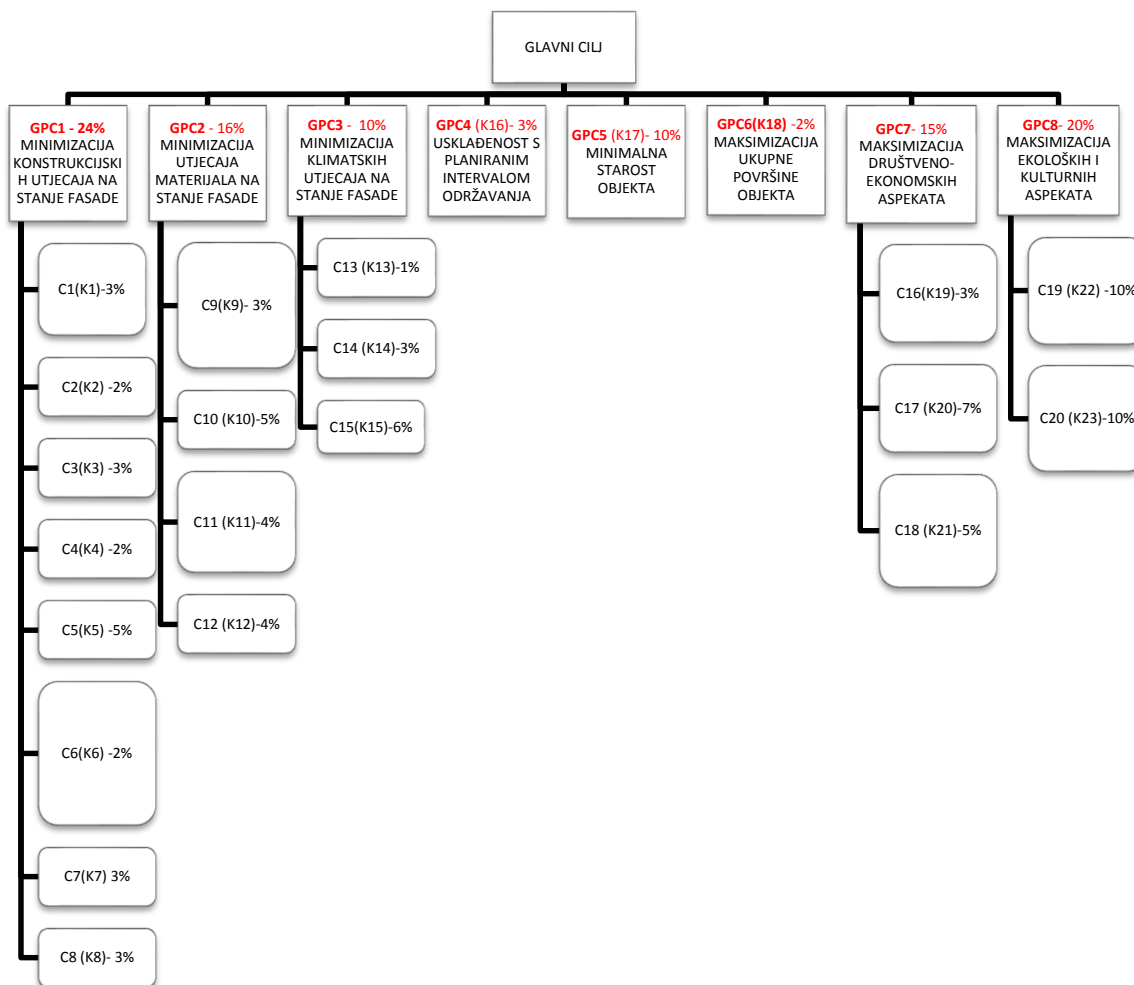 GLAVNI CILJ
GPC1 - 24%
MINIMIZACIJA
KONSTRUKCIJSKI
H UTJECAJA NA
STANJE FASADE
GPC2 - 16%
MINIMIZACIJA
UTJECAJA
MATERIJALA NA
STANJE FASADE
GPC3 - 10%
MINIMIZACIJA
KLIMATSKIH
UTJECAJA NA
STANJE FASADE
GPC4 (K16)- 3%
USKLAĐENOST S
PLANIRANIM
INTERVALOM
ODRŽAVANJA
GPC5 (K17)- 10%
MINIMALNA
STAROST
OBJEKTA
GPC6(K18) -2%
MAKSIMIZACIJA
UKUPNE
POVRŠINE
OBJEKTA
GPC7- 15%
MAKSIMIZACIJA
DRUŠTVENO-
EKONOMSKIH
ASPEKATA
GPC8- 20%
MAKSIMIZACIJA
EKOLOŠKIH I
KULTURNIH
ASPEKATA
C1(K1)-3%
C2(K2) -2%
C3(K3) -3%
C4(K4) -2%
C5(K5) -5%
C6(K6) -2%
C7(K7) 3%
C8 (K8)- 3%
C9(K9)- 3%
C10 (K10)-5%
C11 (K11)-4%
C12 (K12)-4%
C13 (K13)-1%
C14 (K14)-3%
C15(K15)-6%
C16(K19)-3%
C17 (K20)-7%
C18 (K21)-5%
C19 (K22) -10%
C20 (K23)-10%